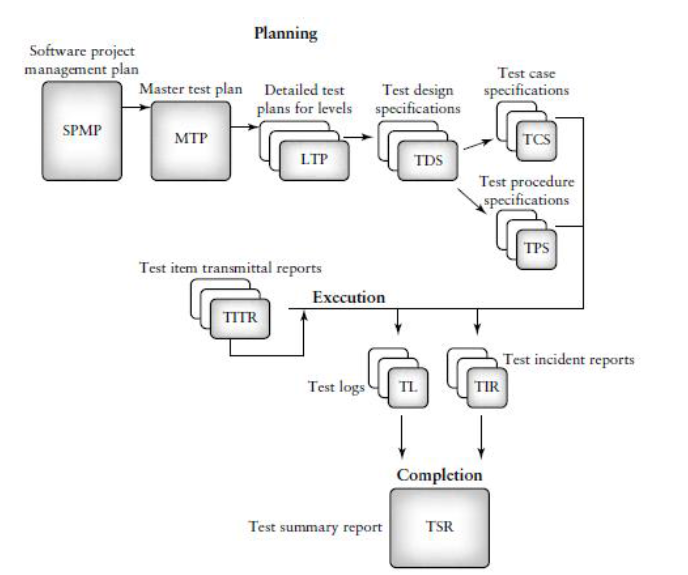 Planning
Software project
management plan
Master test plan
Detailed test
plans for levels
Test design
specifications
Test case
specifications
SPMP
MTP
LTP
TDS
TCS
Test procedure
specifications
TPS
Test item transmittal reports
TITR
Execution
Test logs
TL
TIR
Test incident reports
Completion
Test summary report
TSR